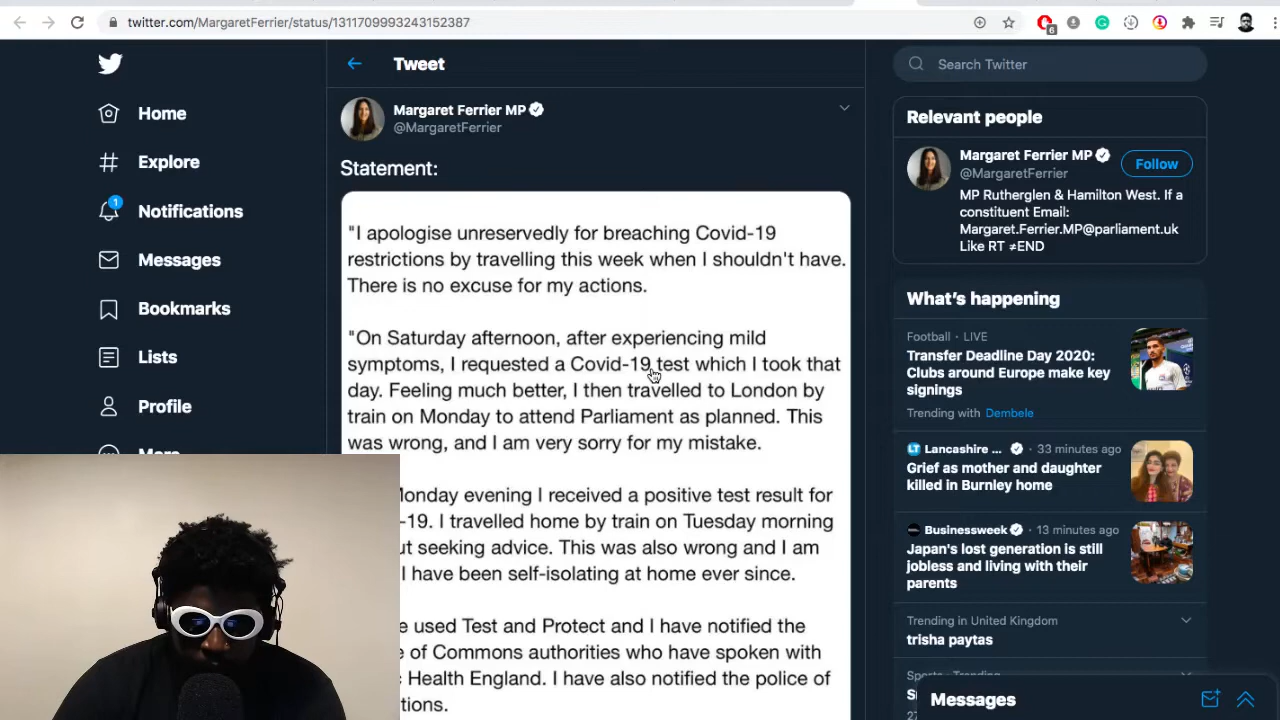 twitter.com/MargaretFerrier/status/1311709993243152387
6
Home
Explore
Notifications
1
Messages
Bookmarks
Lists
Profile
More
Tweet
Margaret Ferrier MP
@MargaretFerrier
Statement:
"I apologise unreservedly for breaching Covid-19
restrictions by travelling this week when I shouldn't have.
There is no excuse for my actions.
"On Saturday afternoon, after experiencing mild
symptoms, I requested a Covid-19 test which I took that
day. Feeling much better, I then travelled to London by
train on Monday to attend Parliament as planned. This
was wrong, and I am very sorry for my mistake.
Monday evening I received a positive test result for
-19. I travelled home by train on Tuesday morning
ut seeking advice. This was also wrong and I am
I have been self-isolating at home ever since.
e used Test and Protect and I have notified the
e of Commons authorities who have spoken with
Health England. I have also notified the police of
tions.
Search Twitter
Relevant people
Margaret Ferrier MP
@MargaretFerrier
Follow
MP Rutherglen & Hamilton West. If a
constituent Email:
Margaret.Ferrier.MP@parliament.uk
Like RT ≠END
What's happening
Football · LIVE
Transfer Deadline Day 2020:
Clubs around Europe make key
signings
Trending with Dembele
LT Lancashire ... · 33 minutes ago
Grief as mother and daughter
killed in Burnley home
Businessweek · 13 minutes ago
Japan's lost generation is still
jobless and living with their
parents
Trending in United Kingdom
trisha paytas
Sports · Trending
Messages